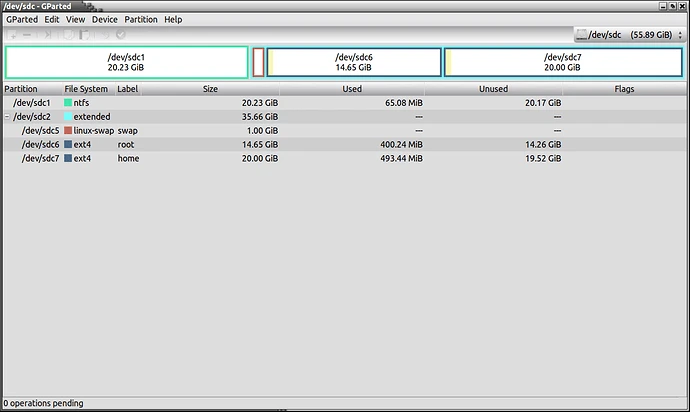 /dev/sdc - GParted
GParted Edit View Device Partition Help
/dev/sdc (55.89 GiB)
/dev/sdc1
20.23 GiB
/dev/sdc6
14.65 GiB
/dev/sdc7
20.00 GiB
Partition File System Label Size Used Unused Flags
/dev/sdc1 ntfs 20.23 GiB 65.08 MiB 20.17 GiB
/dev/sdc2 extended 35.66 GiB --- ---
/dev/sdc5 linux-swap swap 1.00 GiB --- ---
/dev/sdc6 ext4 root 14.65 GiB 400.24 MiB 14.26 GiB
/dev/sdc7 ext4 home 20.00 GiB 493.44 MiB 19.52 GiB
0 operations pending